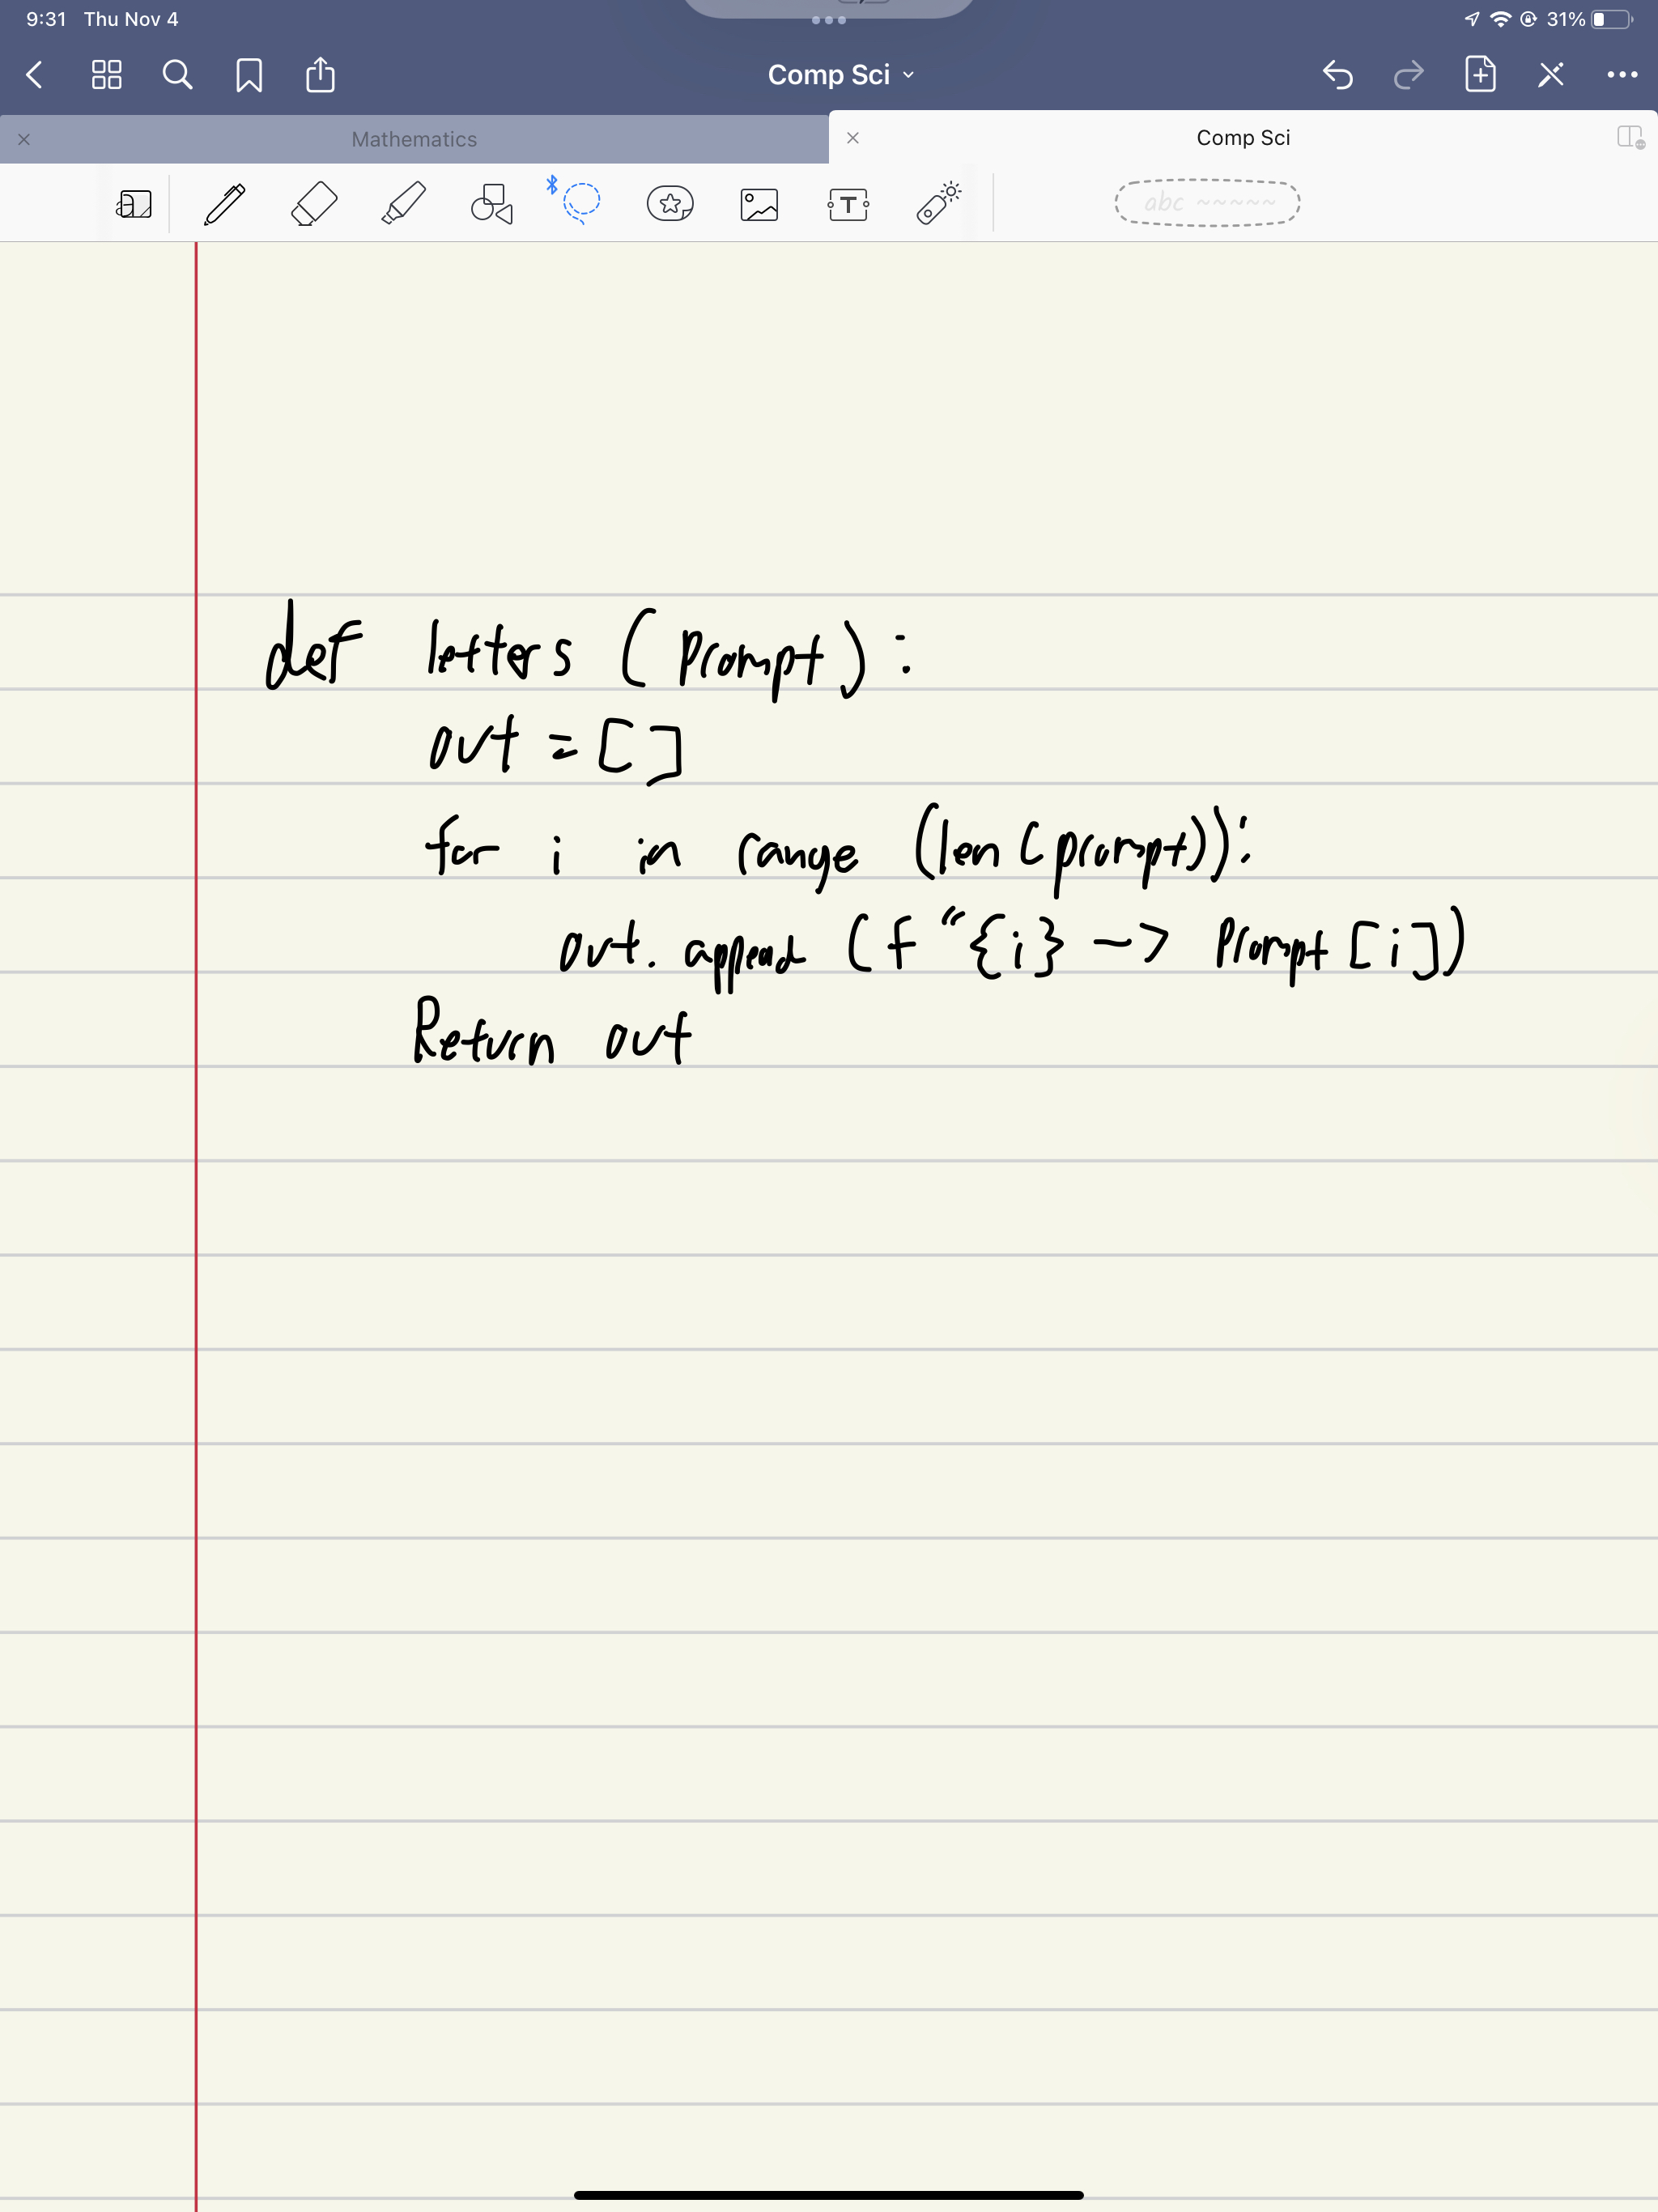 9:31 Thu Nov 4 31%
Comp Sci
Mathematics Comp Sci
abc
def letters (prompt):
out = []
for i in range (len (prompt)):
out. append (f "{i} -> Prompt [i])
Return out